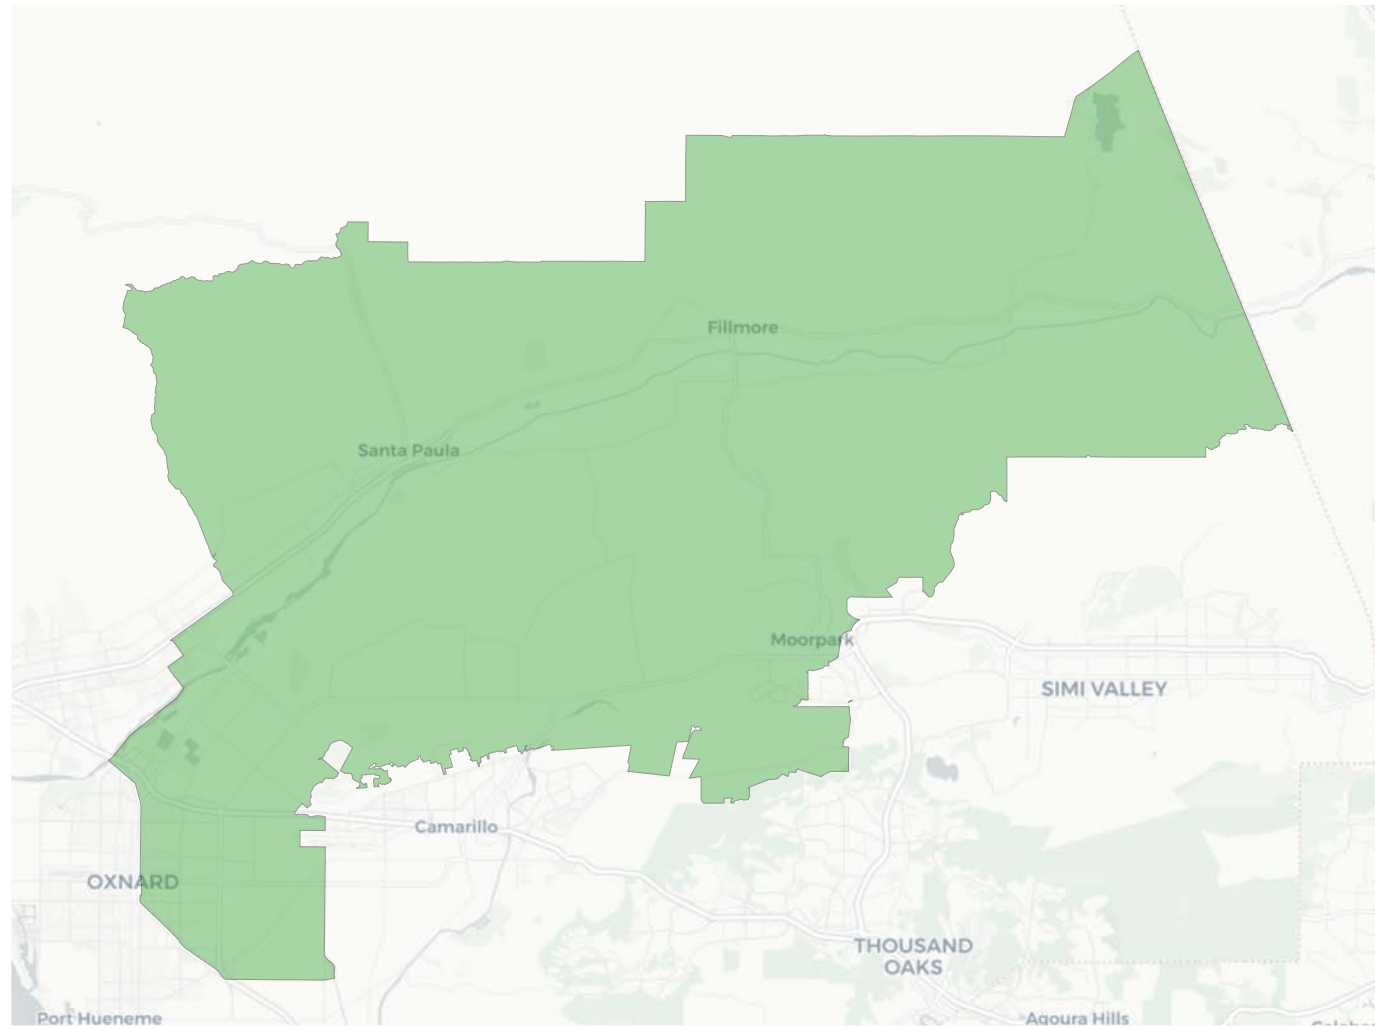 Fillmore
Santa Paula
Moorpark
SIMI VALLEY
Camarillo
OXNARD
THOUSAND
OAKS
Port Hueneme
Agoura Hills